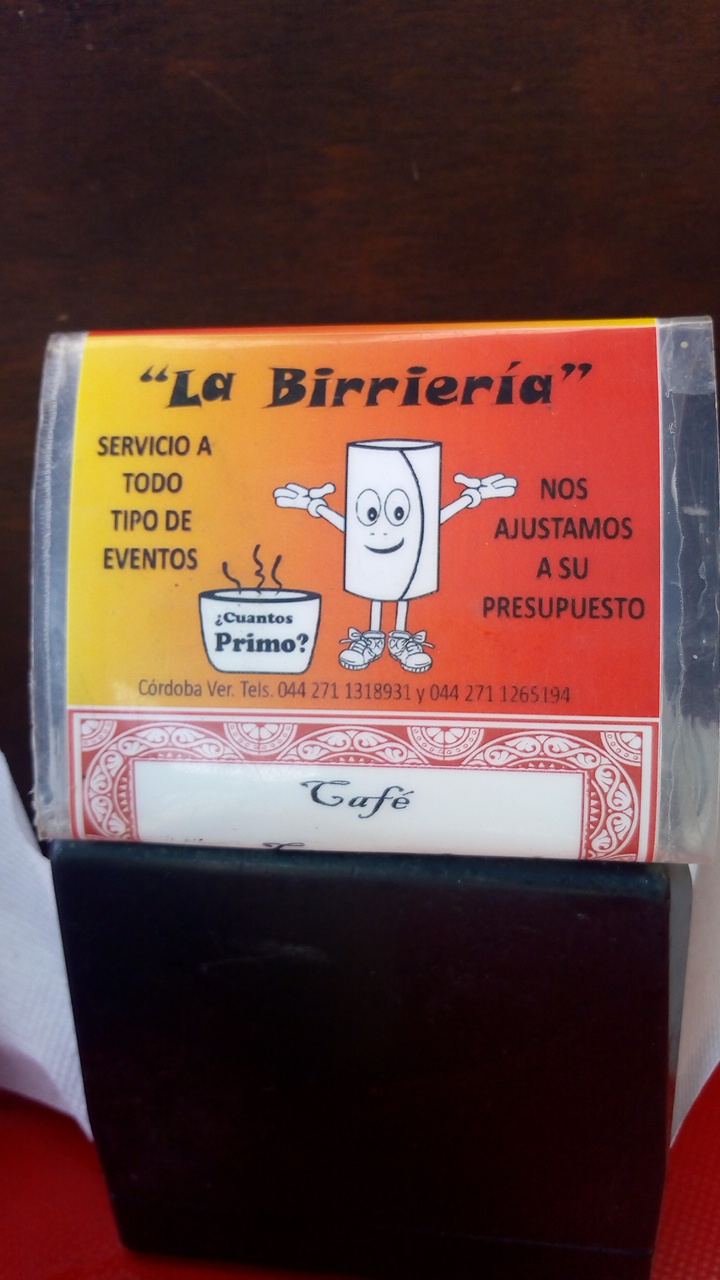 “La Birriería”
SERVICIO A
TODO
TIPO DE
EVENTOS
NOS
AJUSTAMOS
A SU
PRESUPUESTO
¿Cuantos
Primo?
Córdoba Ver. Tels. 044 271 1318931 y 044 271 1265194
Café